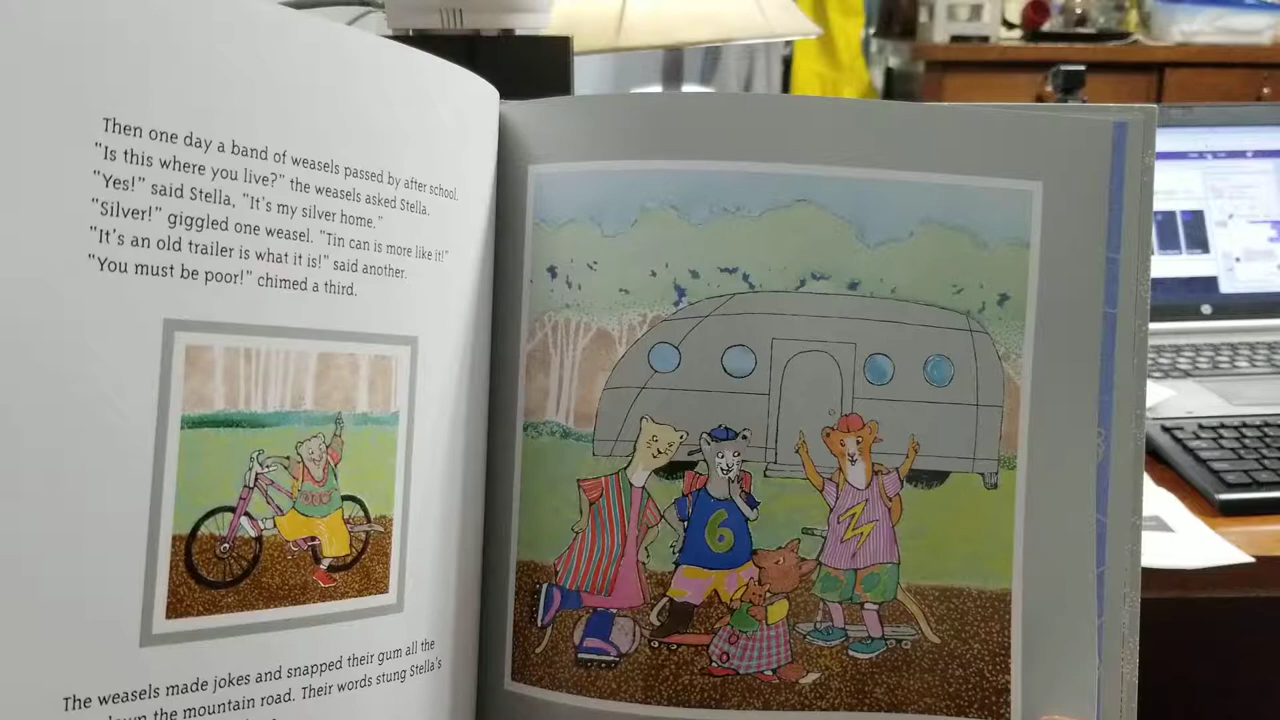 Then one day a band of weasels passed by after school.
"Is this where you live?" the weasels asked Stella.
"Yes!" said Stella, "It's my silver home."
"Silver!" giggled one weasel. "Tin can is more like it!"
"It's an old trailer is what it is!" said another.
"You must be poor!" chimed a third.
6
The weasels made jokes and snapped their gum all the
down the mountain road. Their words stung Stella's